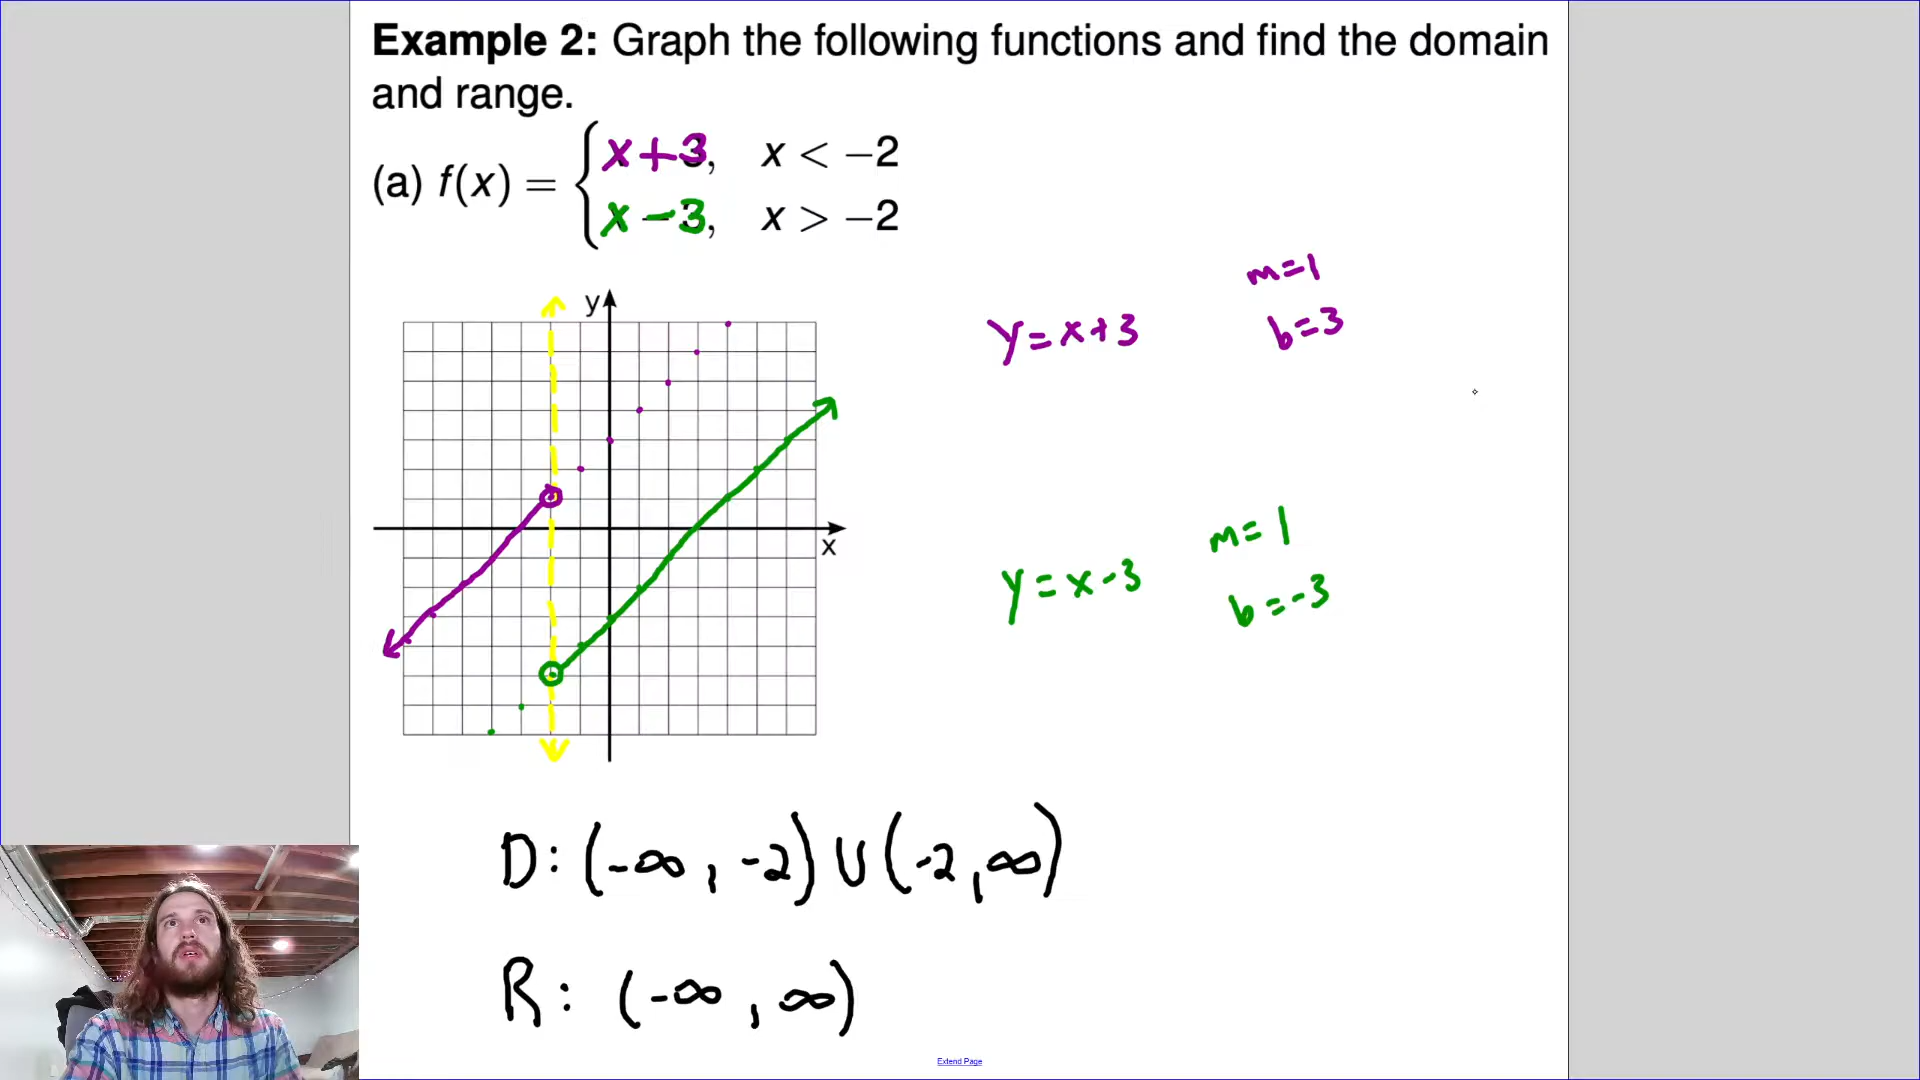 Example 2: Graph the following functions and find the domain
and range.
(a) f(x) = { x+3, x < −2
x−3, x > −2
m=1
y=x+3 b=3
y
x
m=1
y=x-3 b=-3
D: (-∞, -2) ∪ (-2, ∞)
R: (-∞, ∞)
Extend Page